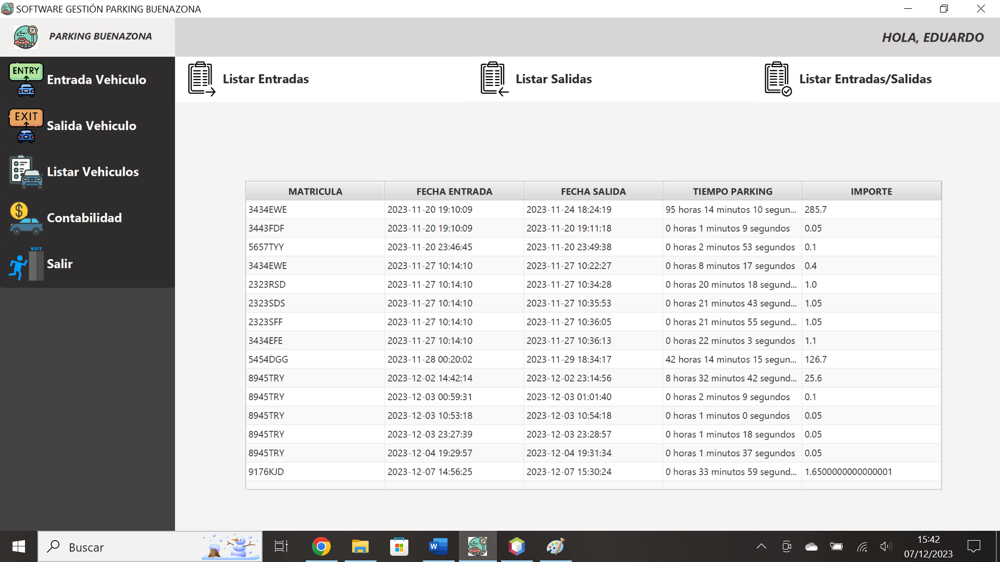 SOFTWARE GESTIÓN PARKING BUENAZONA
PARKING BUENAZONA
HOLA, EDUARDO
ENTRY
Entrada Vehiculo
EXIT
Salida Vehiculo
Listar Vehiculos
Contabilidad
EXIT
Salir
Listar Entradas
Listar Salidas
Listar Entradas/Salidas
MATRICULA FECHA ENTRADA FECHA SALIDA TIEMPO PARKING IMPORTE
3434EWE 2023-11-20 19:10:09 2023-11-24 18:24:19 95 horas 14 minutos 10 segun... 285.7
3443FDF 2023-11-20 19:10:09 2023-11-20 19:11:18 0 horas 1 minutos 9 segundos 0.05
5657TYY 2023-11-20 23:46:45 2023-11-20 23:49:38 0 horas 2 minutos 53 segundos 0.1
3434EWE 2023-11-27 10:14:10 2023-11-27 10:22:27 0 horas 8 minutos 17 segundos 0.4
2323RSD 2023-11-27 10:14:10 2023-11-27 10:34:28 0 horas 20 minutos 18 segund... 1.0
2323SDS 2023-11-27 10:14:10 2023-11-27 10:35:53 0 horas 21 minutos 43 segund... 1.05
2323SFF 2023-11-27 10:14:10 2023-11-27 10:36:05 0 horas 21 minutos 55 segund... 1.05
3434EFE 2023-11-27 10:14:10 2023-11-27 10:36:13 0 horas 22 minutos 3 segundos 1.1
5454DGG 2023-11-28 00:20:02 2023-11-29 18:34:17 42 horas 14 minutos 15 segun... 126.7
8945TRY 2023-12-02 14:42:14 2023-12-02 23:14:56 8 horas 32 minutos 42 segund... 25.6
8945TRY 2023-12-03 00:59:31 2023-12-03 01:01:40 0 horas 2 minutos 9 segundos 0.1
8945TRY 2023-12-03 10:53:18 2023-12-03 10:54:18 0 horas 1 minutos 0 segundos 0.05
8945TRY 2023-12-03 23:27:39 2023-12-03 23:28:57 0 horas 1 minutos 18 segundos 0.05
8945TRY 2023-12-04 19:29:57 2023-12-04 19:31:34 0 horas 1 minutos 37 segundos 0.05
9176KJD 2023-12-07 14:56:25 2023-12-07 15:30:24 0 horas 33 minutos 59 segund... 1.6500000000000001
Buscar
15:42
07/12/2023